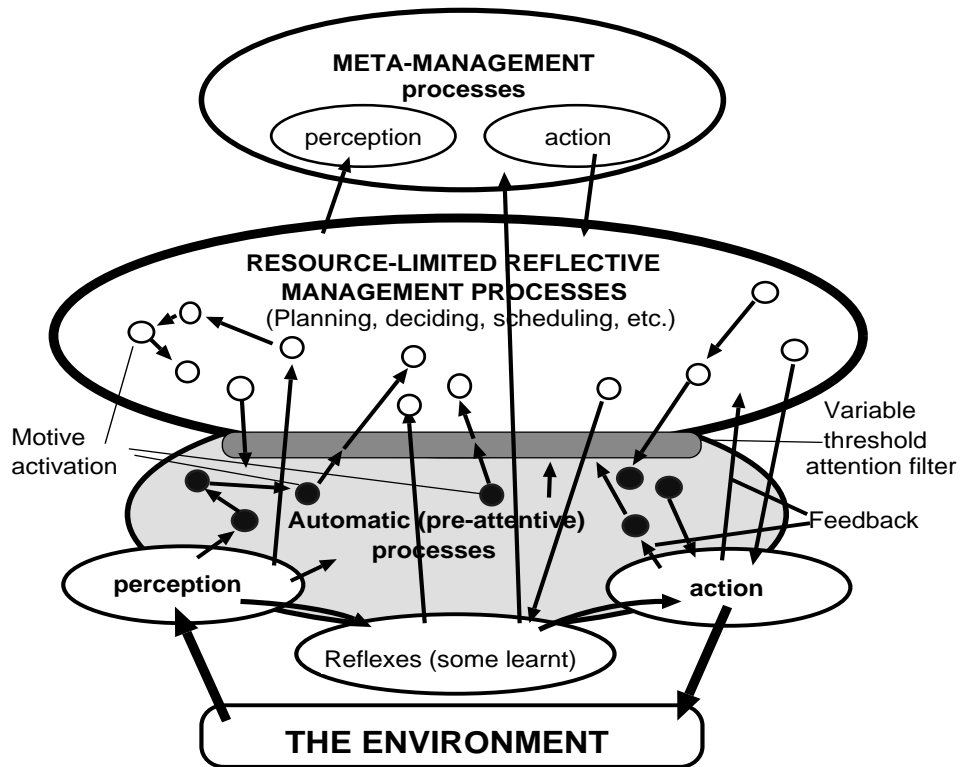 META-MANAGEMENT
processes
perception
action
RESOURCE-LIMITED REFLECTIVE
MANAGEMENT PROCESSES
(Planning, deciding, scheduling, etc.)
Motive
activation
Variable
threshold
attention filter
Automatic (pre-attentive)
processes
Feedback
perception
action
Reflexes (some learnt)
THE ENVIRONMENT